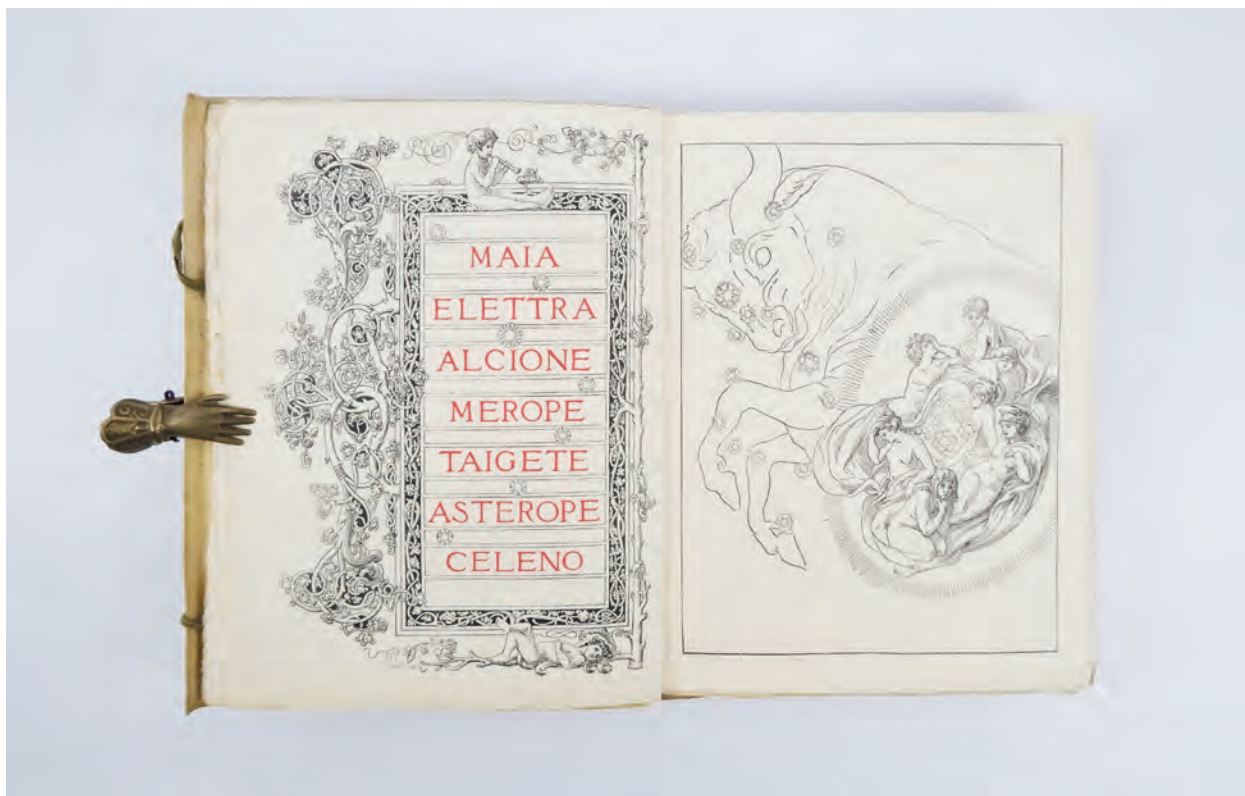 MAIA
ELETTRA
ALCIONE
MEROPE
TAIGETE
ASTEROPE
CELENO